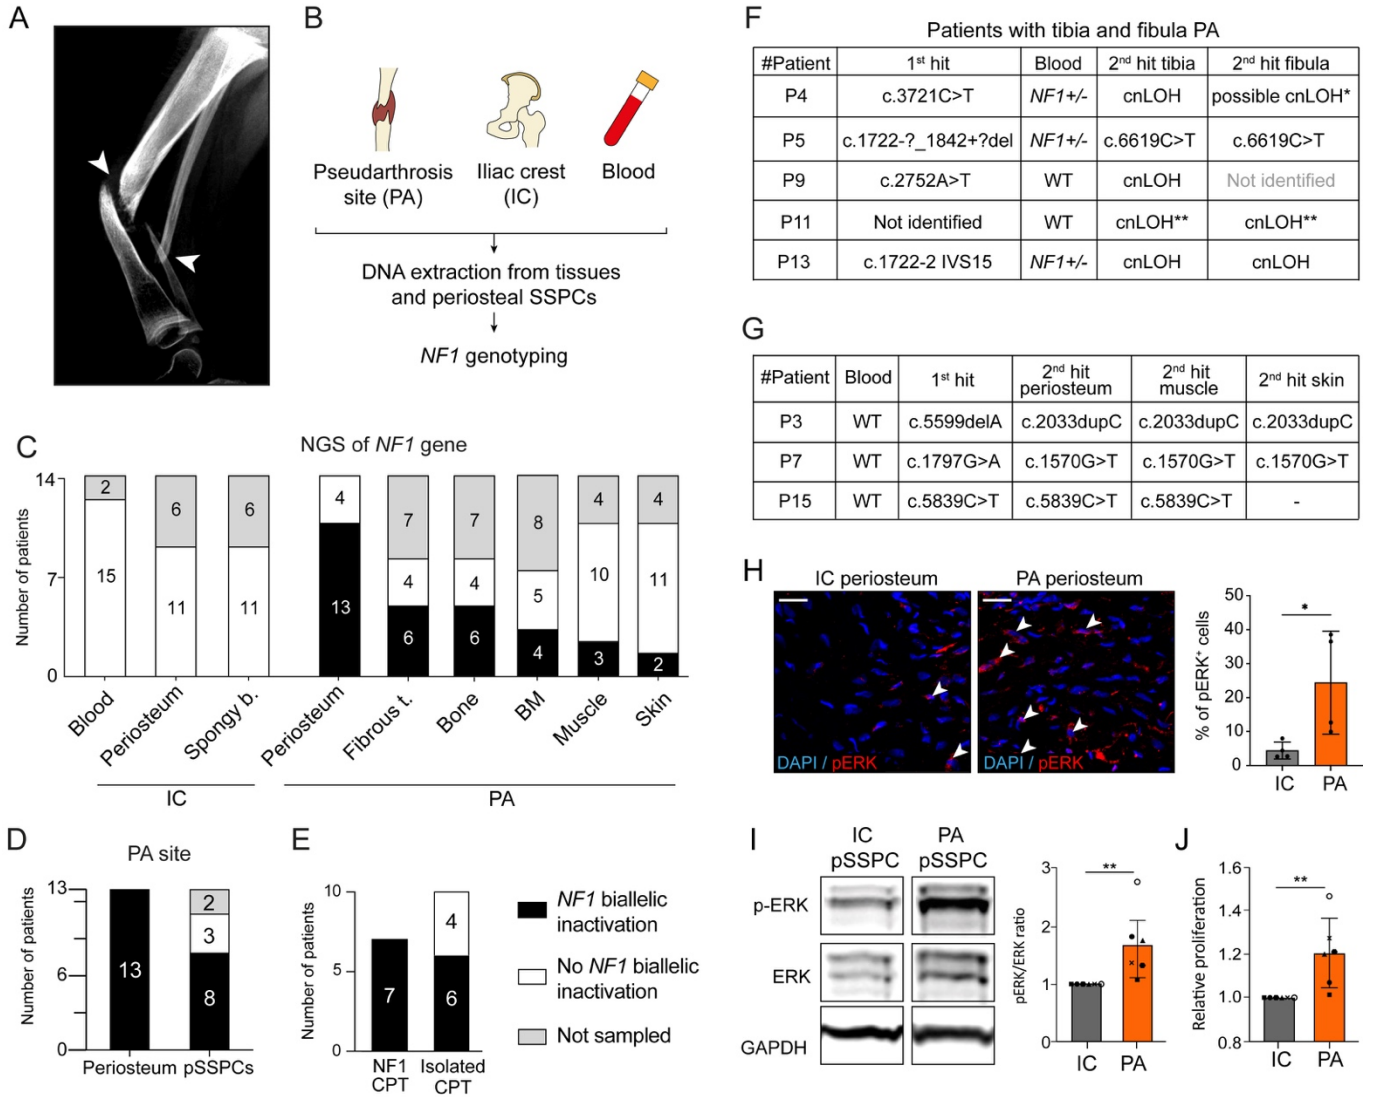 A
B
Pseudarthrosis site (PA)
Iliac crest (IC)
Blood
DNA extraction from tissues
and periosteal SSPCs
NF1 genotyping
F
Patients with tibia and fibula PA
#Patient 1st hit Blood 2nd hit tibia 2nd hit fibula
P4 c.3721C>T NF1+/- cnLOH possible cnLOH*
P5 c.1722-?_1842+?del NF1+/- c.6619C>T c.6619C>T
P9 c.2752A>T WT cnLOH Not identified
P11 Not identified WT cnLOH** cnLOH**
P13 c.1722-2 IVS15 NF1+/- cnLOH cnLOH
G
#Patient Blood 1st hit 2nd hit periosteum 2nd hit muscle 2nd hit skin
P3 WT c.5599delA c.2033dupC c.2033dupC c.2033dupC
P7 WT c.1797G>A c.1570G>T c.1570G>T c.1570G>T
P15 WT c.5839C>T c.5839C>T c.5839C>T -
C
NGS of NF1 gene
Number of patients
14
7
0
2
15
6
11
6
11
4
13
7
4
6
7
4
6
8
5
4
4
10
3
4
11
2
Blood
Periosteum
Spongy b.
Periosteum
Fibrous t.
Bone
BM
Muscle
Skin
IC
PA
H
IC periosteum
PA periosteum
DAPI / pERK
DAPI / pERK
% of pERK+ cells
50
40
30
20
10
0
*
IC
PA
D
PA site
Number of patients
13
6
0
13
2
3
8
Periosteum pSSPCs
E
Number of patients
10
5
0
7
4
6
NF1 CPT
Isolated CPT
NF1 biallelic
inactivation
No NF1 biallelic
inactivation
Not sampled
I
IC pSSPC
PA pSSPC
p-ERK
ERK
GAPDH
pERK/ERK ratio
3
2
1
0
**
IC
PA
J
Relative proliferation
1.6
1.4
1.2
1.0
0.8
**
IC
PA